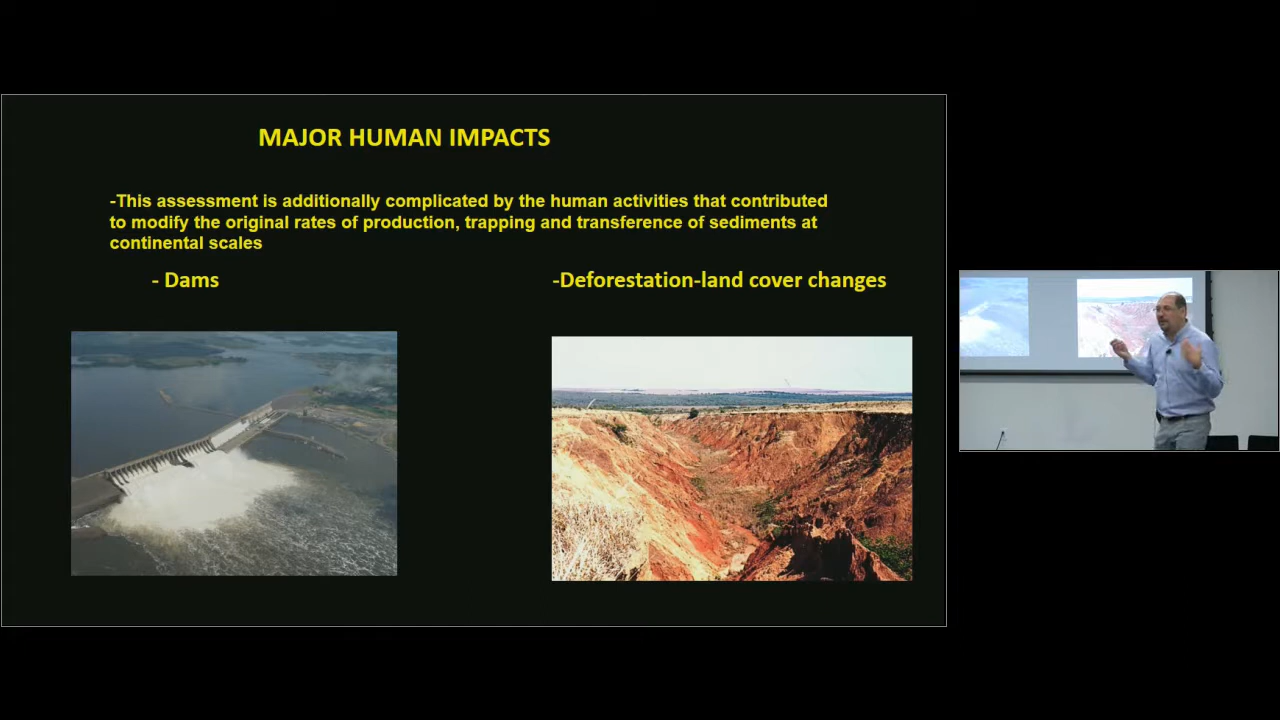 MAJOR HUMAN IMPACTS
-This assessment is additionally complicated by the human activities that contributed
to modify the original rates of production, trapping and transference of sediments at
continental scales
- Dams
-Deforestation-land cover changes